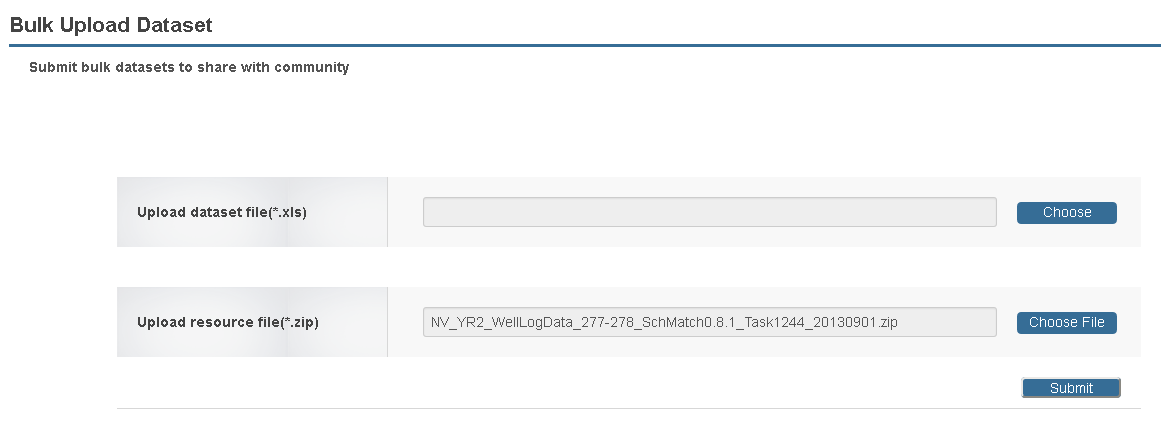 Bulk Upload Dataset
Submit bulk datasets to share with community
Upload dataset file(*.xls)
Choose
Upload resource file(*.zip)
NV_YR2_WellLogData_277-278_SchMatch0.8.1_Task1244_20130901.zip
Choose File
Submit